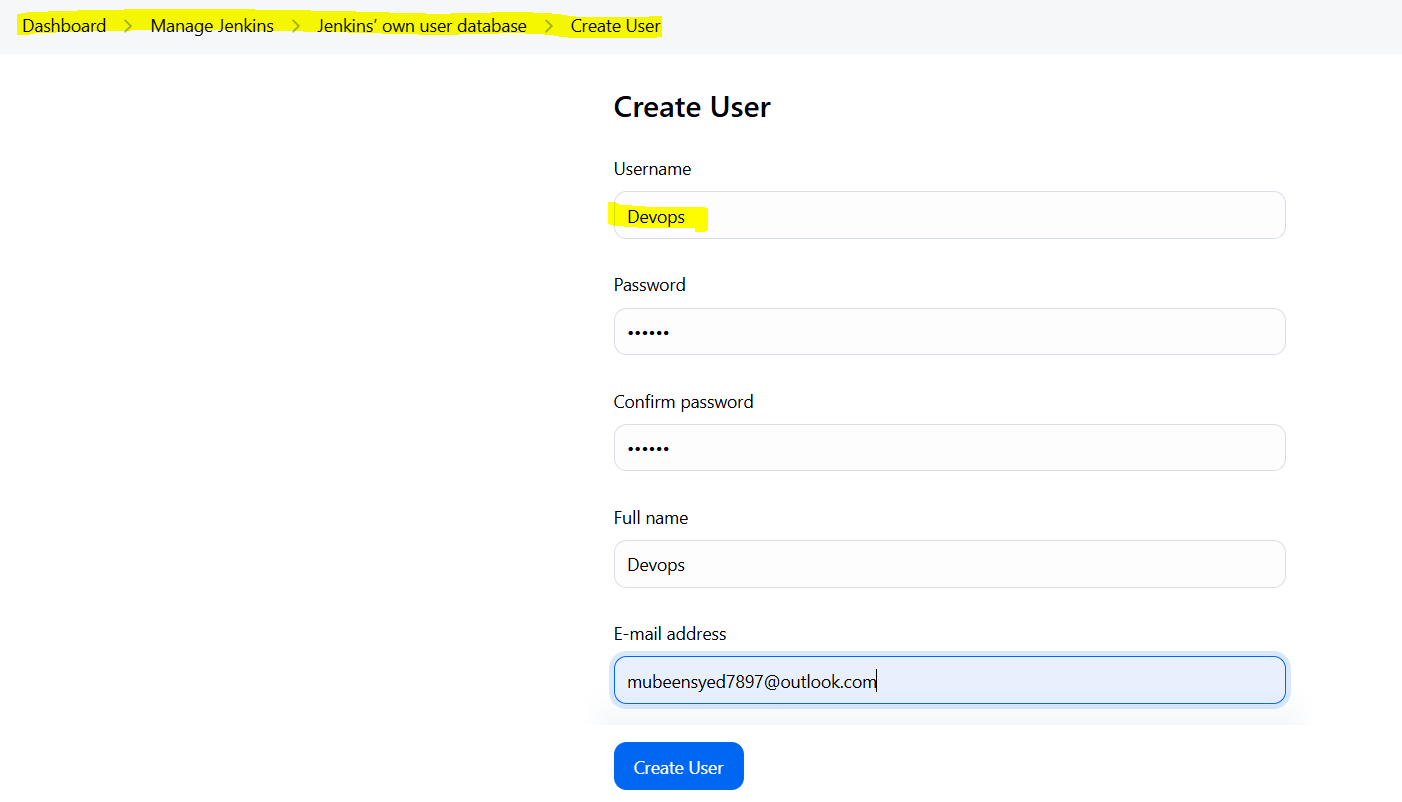 Dashboard > Manage Jenkins > Jenkins’ own user database > Create User
Create User
Username
Devops
Password
••••••
Confirm password
••••••
Full name
Devops
E-mail address
mubeensyed7897@outlook.com
Create User